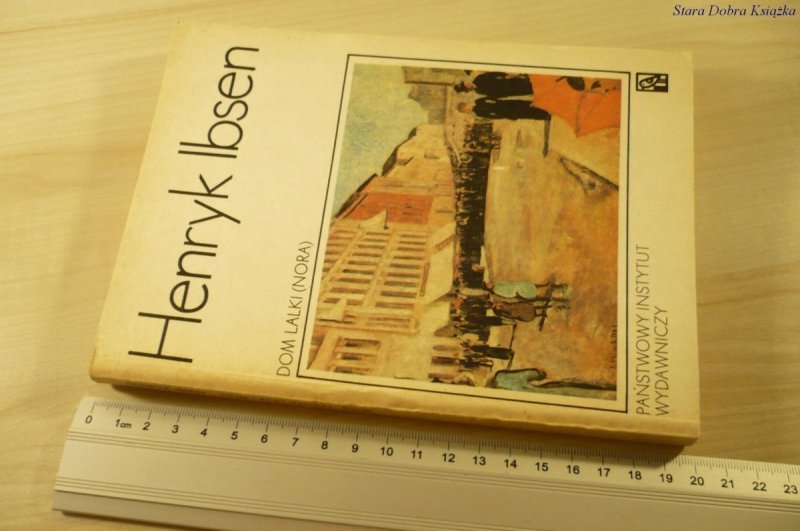 Stara Dobra Książka
Henryk Ibsen
DOM LALKI (NORA)
PAŃSTWOWY INSTYTUT
WYDAWNICZY
0 1cm 2 3 4 5 6 7 8 9 10 11 12 13 14 15 16 17 18 19 20 21 22 23